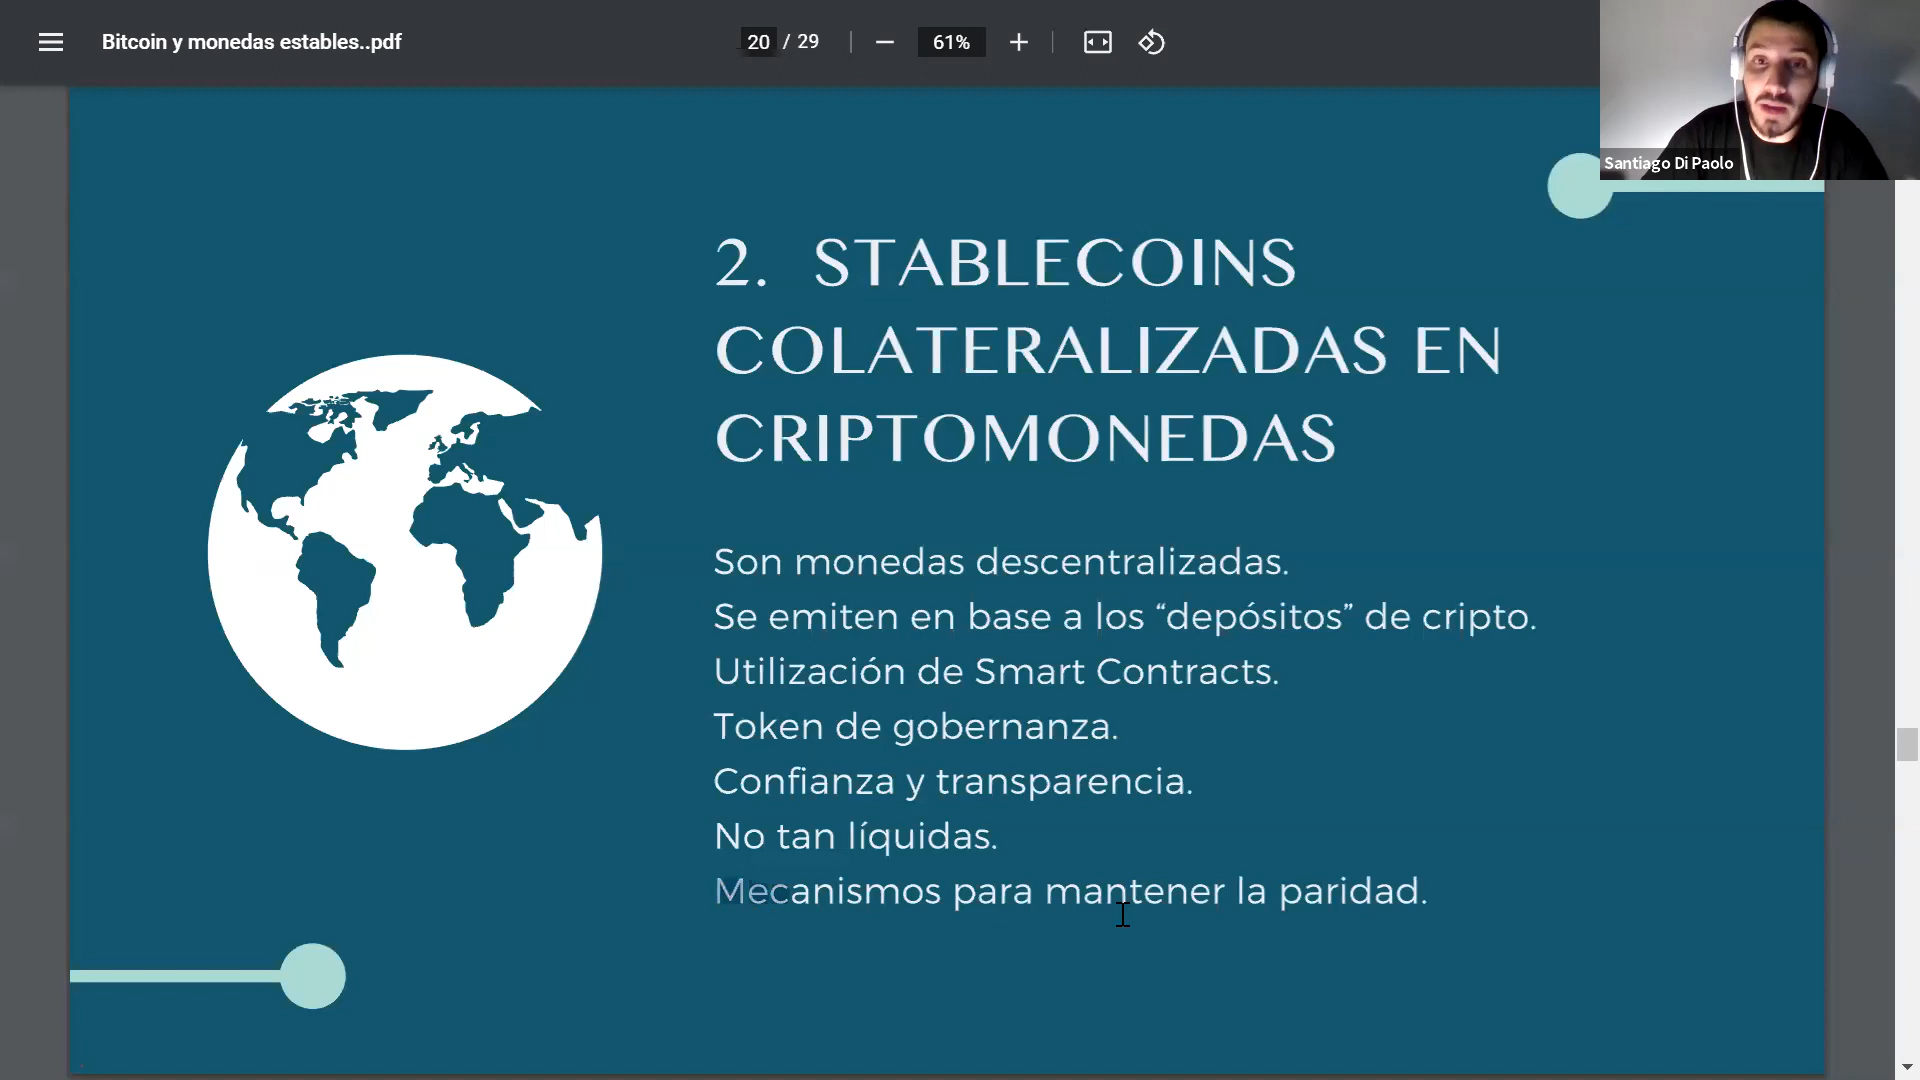 Bitcoin y monedas estables..pdf
20 / 29
61%
Santiago Di Paolo
2. STABLECOINS
COLATERALIZADAS EN
CRIPTOMONEDAS
Son monedas descentralizadas.
Se emiten en base a los “depósitos” de cripto.
Utilización de Smart Contracts.
Token de gobernanza.
Confianza y transparencia.
No tan líquidas.
Mecanismos para mantener la paridad.